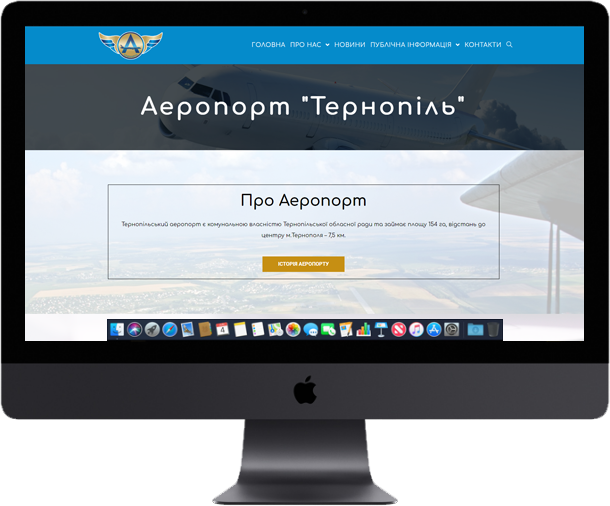 А
ГОЛОВНА ПРО НАС НОВИНИ ПУБЛІЧНА ІНФОРМАЦІЯ КОНТАКТИ
Аеропорт "Тернопіль"
Про Аеропорт
Тернопільський аеропорт є комунальною власністю Тернопільської обласної ради та займає площу 154 га, відстань до
центру м.Тернополя – 7,5 км.
ІСТОРІЯ АЕРОПОРТУ
4